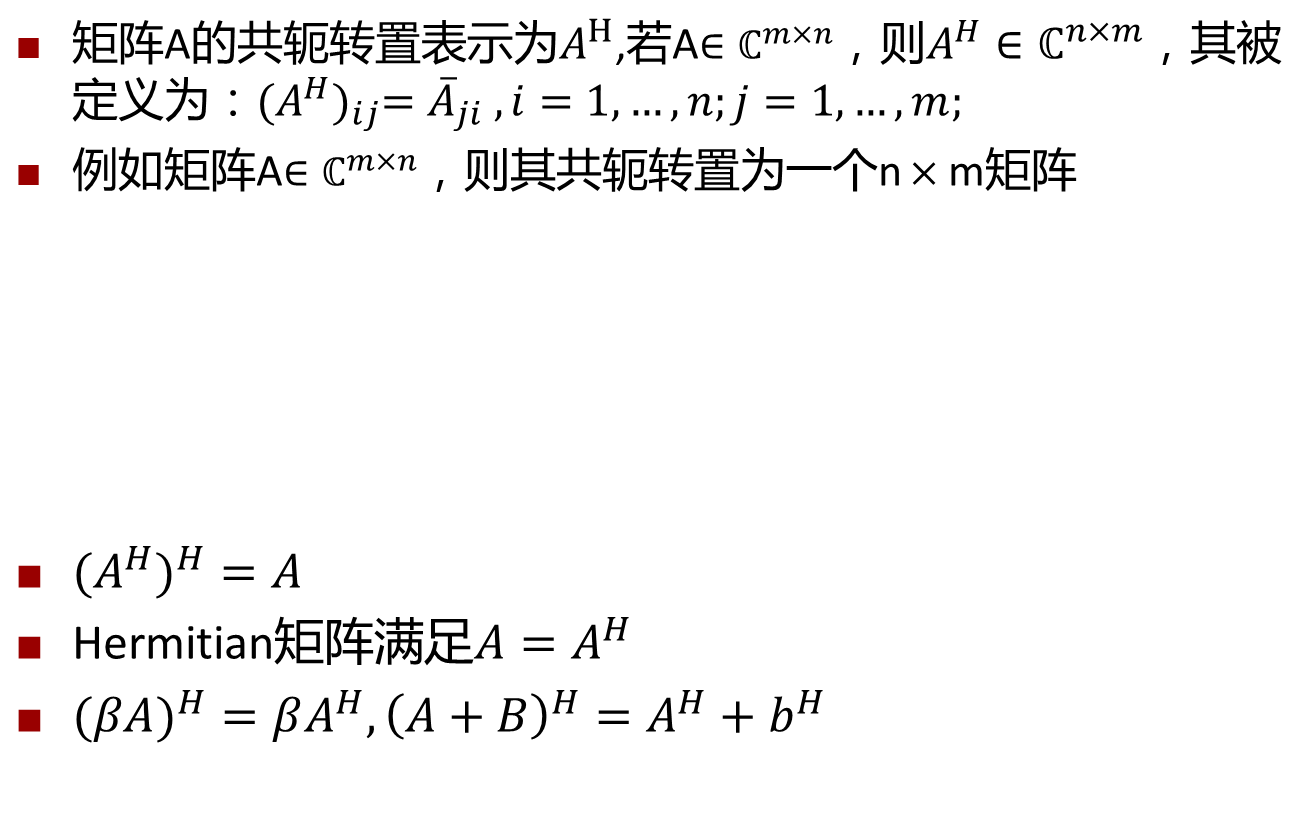 ■ 矩阵A的共轭转置表示为𝐴ᴴ,若A∈ ℂ^{𝑚×𝑛}，则𝐴^𝐻 ∈ ℂ^{𝑛×𝑚}，其被
定义为：(𝐴^𝐻)_{𝑖𝑗}= 𝐴̄_{𝑗𝑖} , 𝑖 = 1, … , 𝑛; 𝑗 = 1, … , 𝑚;
■ 例如矩阵A∈ ℂ^{𝑚×𝑛}，则其共轭转置为一个n × m矩阵
■ (𝐴^𝐻)^𝐻 = 𝐴
■ Hermitian矩阵满足𝐴 = 𝐴^𝐻
■ (𝛽𝐴)^𝐻 = 𝛽𝐴^𝐻, (𝐴 + 𝐵)^𝐻 = 𝐴^𝐻 + 𝑏^𝐻